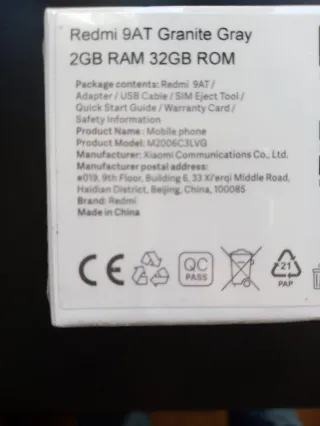 Redmi 9AT Granite Gray
2GB RAM 32GB ROM
Package contents: Redmi 9AT /
Adapter / USB Cable / SIM Eject Tool /
Quick Start Guide / Warranty Card /
Safety Information
Product Name: Mobile phone
Product Model: M2006C3LVG
Manufacturer: Xiaomi Communications Co., Ltd.
Manufacturer postal address:
#019, 9th Floor, Building 6, 33 Xi'erqi Middle Road,
Haidian District, Beijing, China, 100085
Brand: Redmi
Made in China
CE
QC
PASS
21
PAP